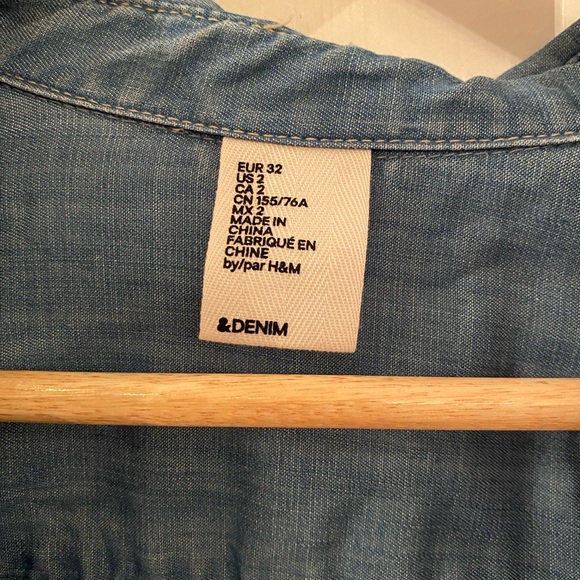 EUR 32
US 2
CA 2
CN 155/76A
MX 2
MADE IN
CHINA
FABRIQUÉ EN
CHINE
by/par H&M
&DENIM